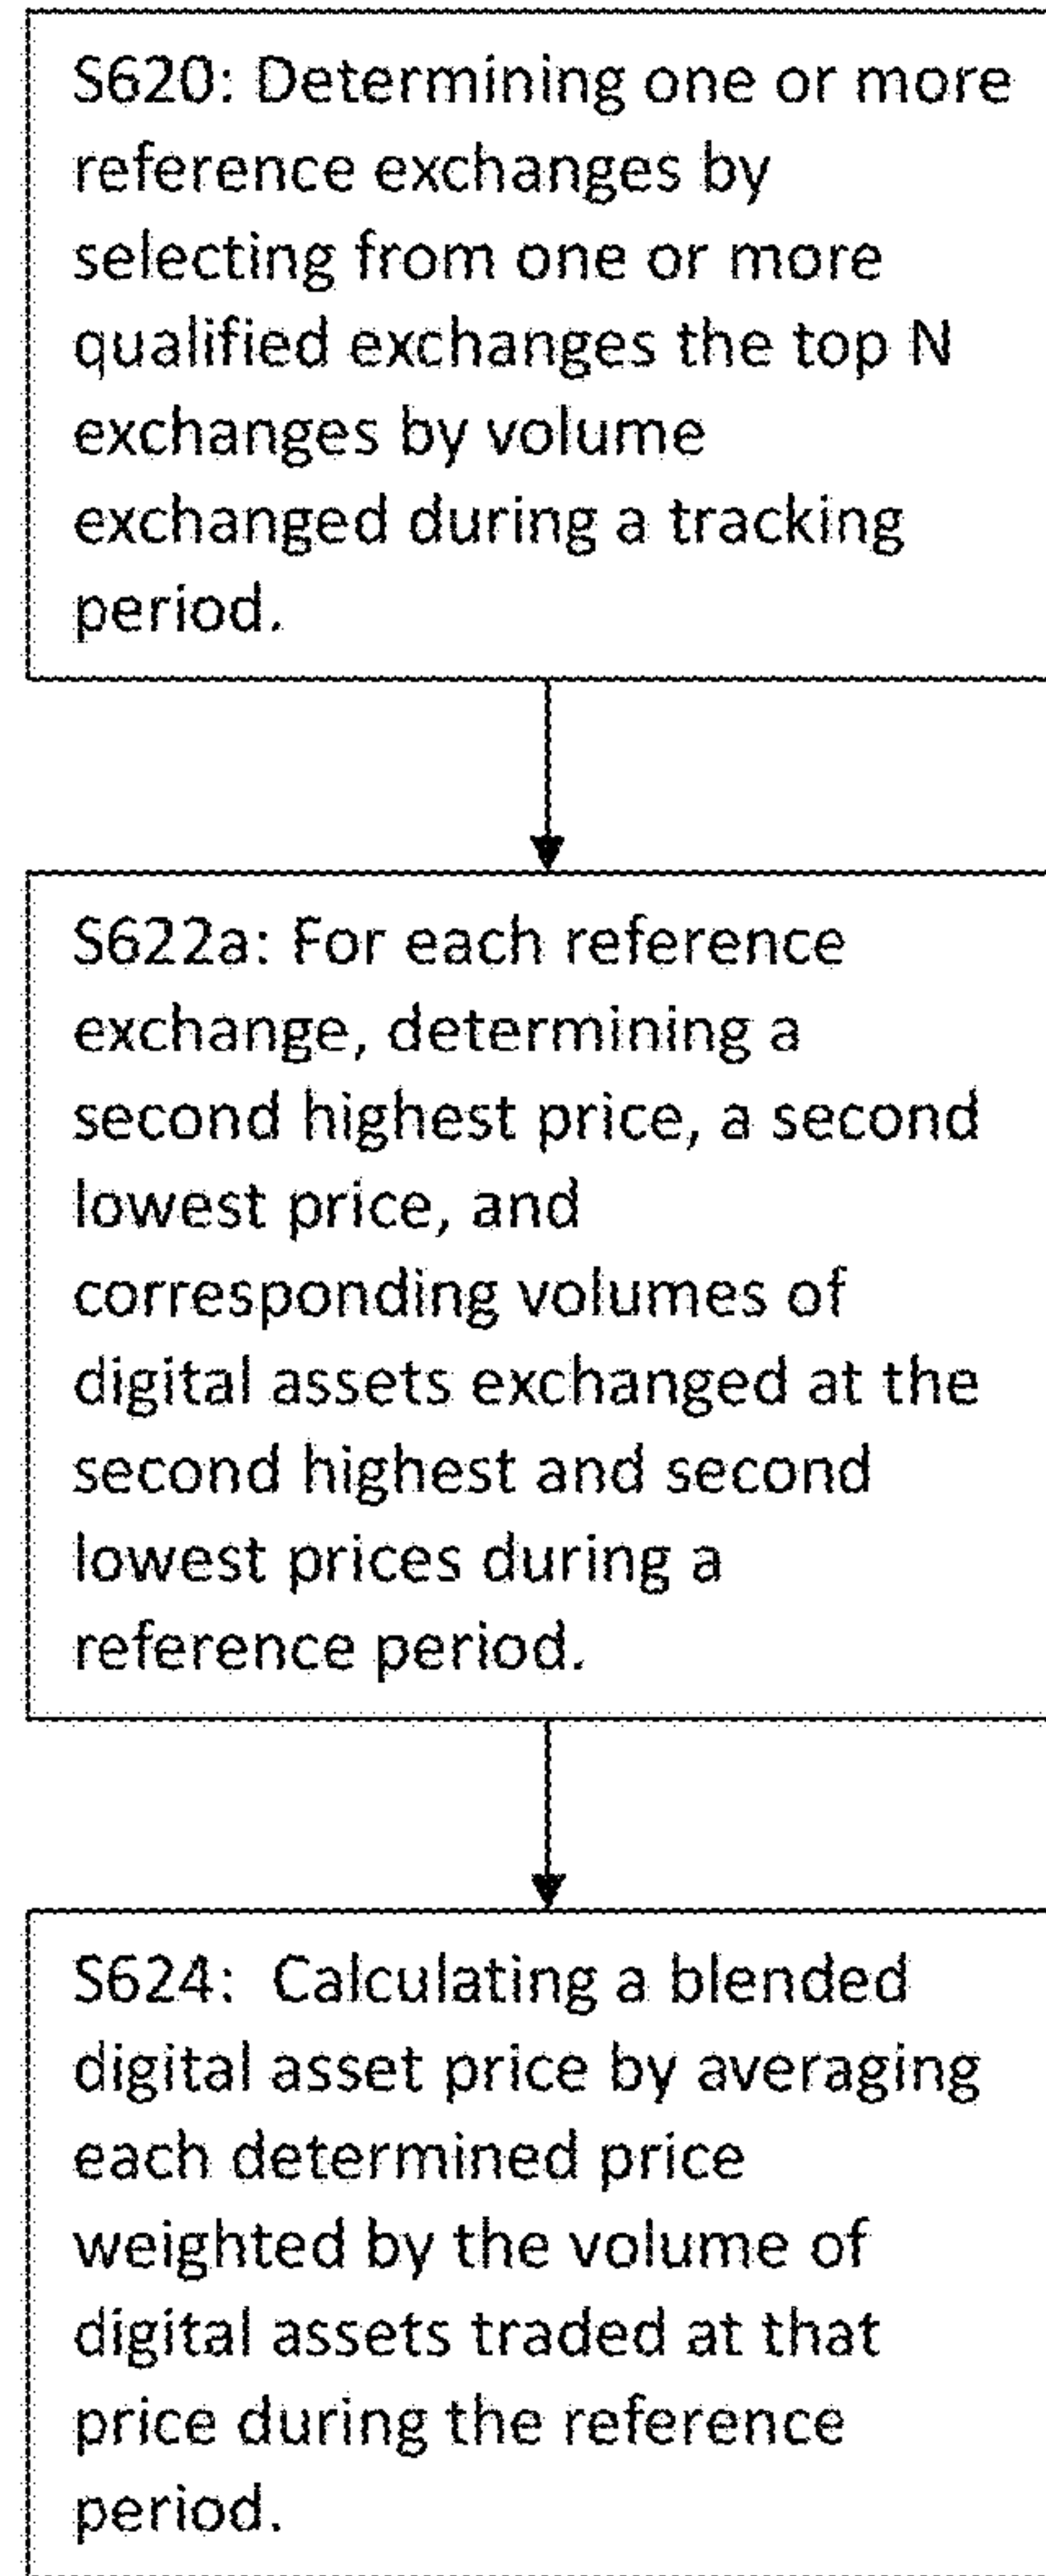 S620: Determining one or more
reference exchanges by
selecting from one or more
qualified exchanges the top N
exchanges by volume
exchanged during a tracking
period.
S622a: For each reference
exchange, determining a
second highest price, a second
lowest price, and
corresponding volumes of
digital assets exchanged at the
second highest and second
lowest prices during a
reference period.
S624:  Calculating a blended
digital asset price by averaging
each determined price
weighted by the volume of
digital assets traded at that
price during the reference
period.